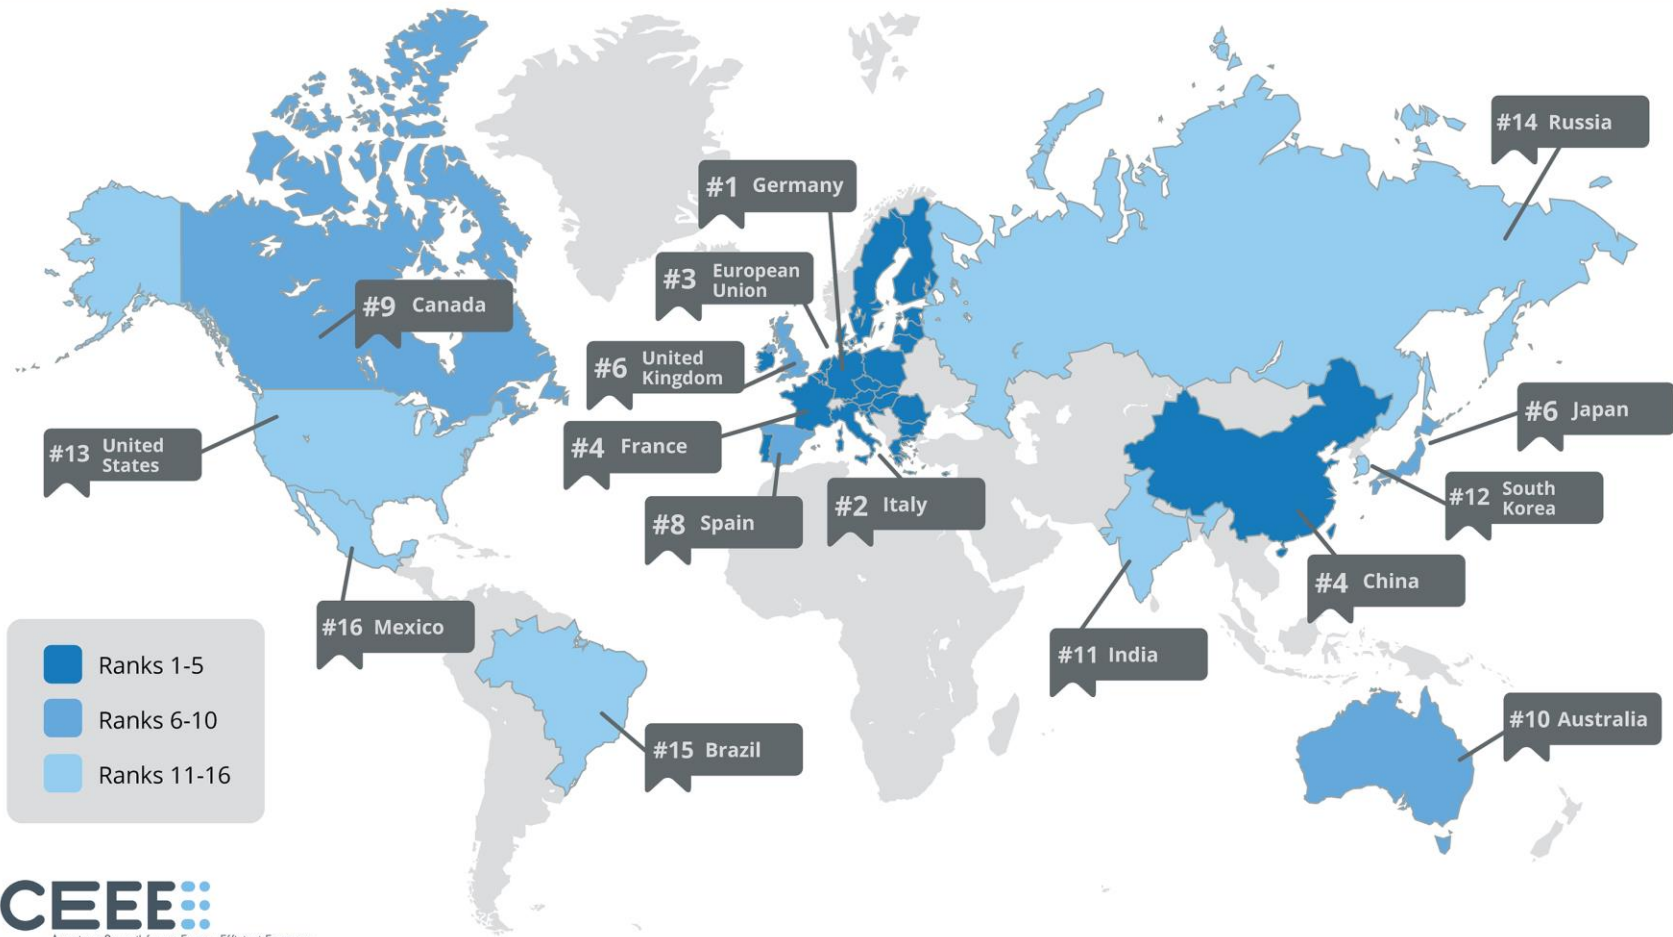 #14 Russia
#1 Germany
#3 European
Union
#9 Canada
#6 United
Kingdom
#6 Japan
#13 United
States
#4 France
#12 South
Korea
#8 Spain
#2 Italy
#4 China
#16 Mexico
#11 India
Ranks 1-5
Ranks 6-10
Ranks 11-16
#15 Brazil
#10 Australia
CEEE